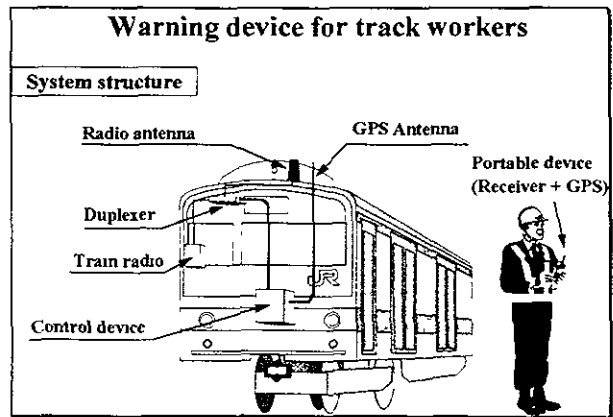 Warning device for track workers
System structure
Radio antenna
GPS Antenna
Portable device
(Receiver + GPS)
Duplexer
Train radio
JR
Control device